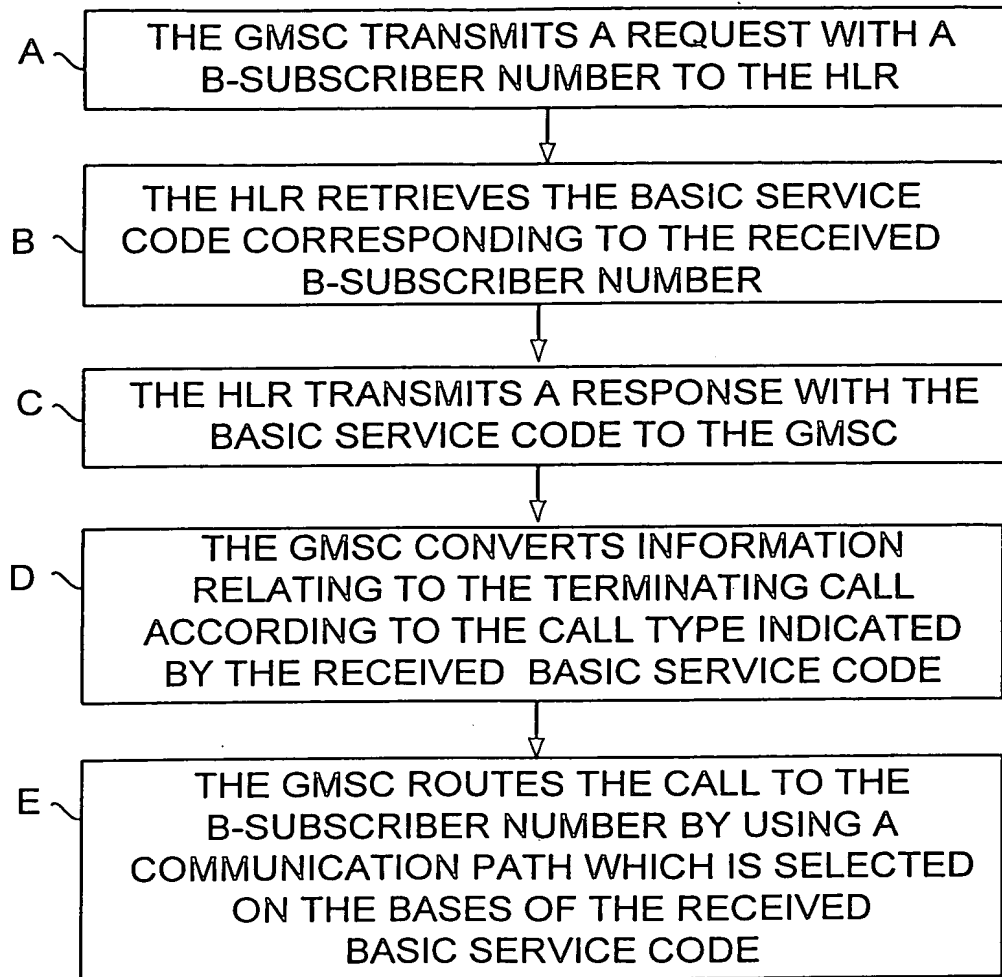 A
THE GMSC TRANSMITS A REQUEST WITH A
B-SUBSCRIBER NUMBER TO THE HLR
B
THE HLR RETRIEVES THE BASIC SERVICE
CODE CORRESPONDING TO THE RECEIVED
B-SUBSCRIBER NUMBER
C
THE HLR TRANSMITS A RESPONSE WITH THE
BASIC SERVICE CODE TO THE GMSC
D
THE GMSC CONVERTS INFORMATION
RELATING TO THE TERMINATING CALL
ACCORDING TO THE CALL TYPE INDICATED
BY THE RECEIVED BASIC SERVICE CODE
E
THE GMSC ROUTES THE CALL TO THE
B-SUBSCRIBER NUMBER BY USING A
COMMUNICATION PATH WHICH IS SELECTED
ON THE BASES OF THE RECEIVED
BASIC SERVICE CODE